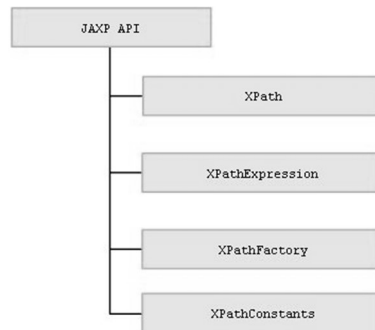 JAXP API
XPath
XPathExpression
XPathFactory
XPathConstants